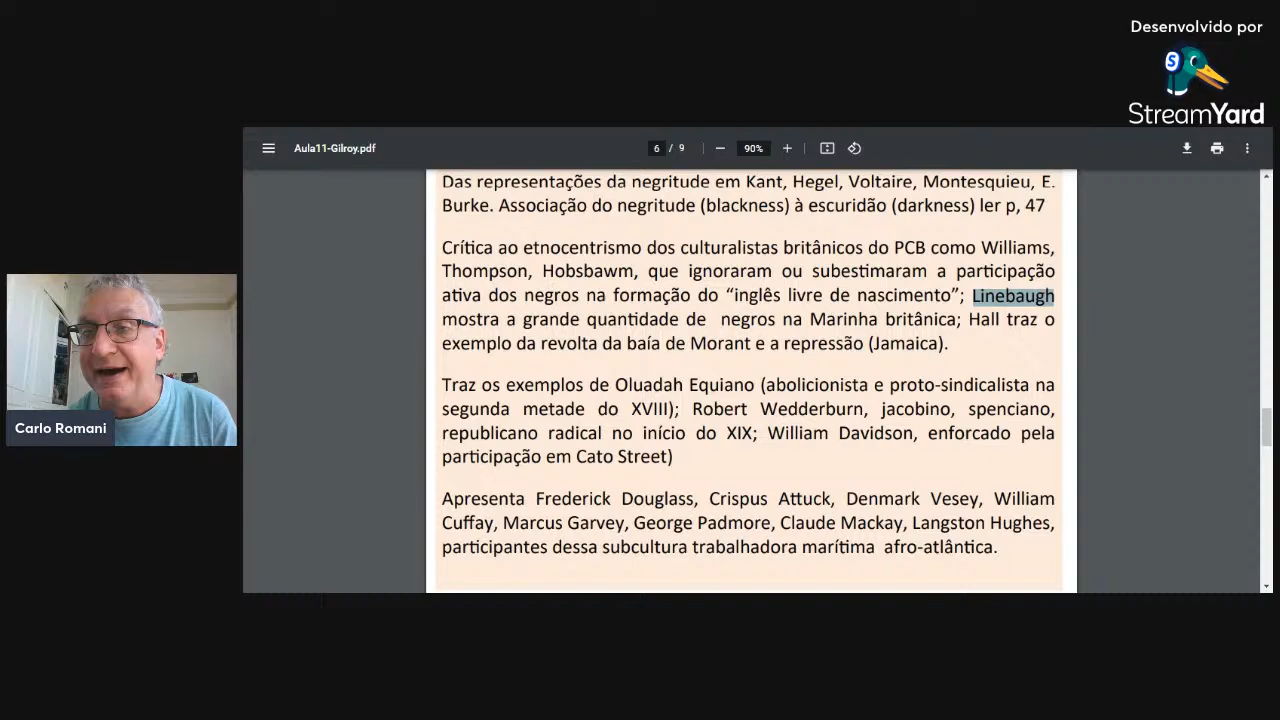 Desenvolvido por
StreamYard
Aula11-Gilroy.pdf
6 / 9
90%
Das representações da negritude em Kant, Hegel, Voltaire, Montesquieu, E.
Burke. Associação do negritude (blackness) à escuridão (darkness) ler p, 47
Crítica ao etnocentrismo dos culturalistas britânicos do PCB como Williams,
Thompson, Hobsbawm, que ignoraram ou subestimaram a participação
ativa dos negros na formação do “inglês livre de nascimento”; Linebaugh
mostra a grande quantidade de negros na Marinha britânica; Hall traz o
exemplo da revolta da baía de Morant e a repressão (Jamaica).
Traz os exemplos de Oluadah Equiano (abolicionista e proto-sindicalista na
segunda metade do XVIII); Robert Wedderburn, jacobino, spenciano,
republicano radical no início do XIX; William Davidson, enforcado pela
participação em Cato Street)
Apresenta Frederick Douglass, Crispus Attuck, Denmark Vesey, William
Cuffay, Marcus Garvey, George Padmore, Claude Mackay, Langston Hughes,
participantes dessa subcultura trabalhadora marítima afro-atlântica.
Carlo Romani